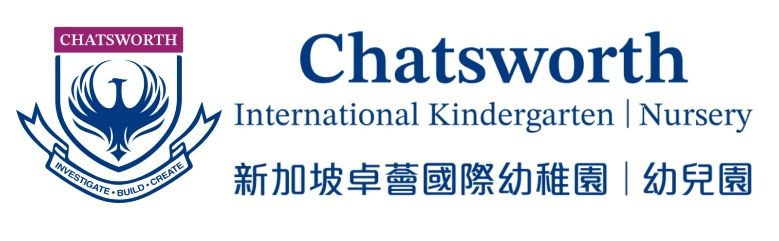 CHATSWORTH
INVESTIGATE • BUILD • CREATE
Chatsworth
International Kindergarten | Nursery
新加坡卓薈國際幼稚園 | 幼兒園